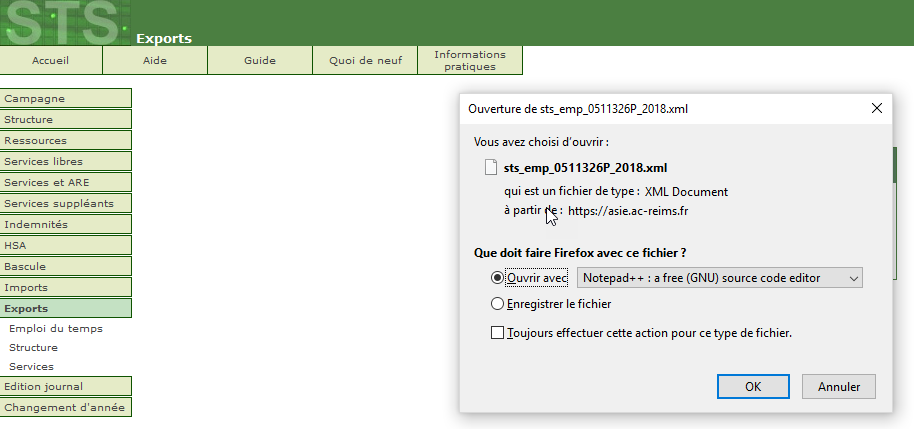 STS
Exports
Accueil
Aide
Guide
Quoi de neuf
Informations
pratiques
Campagne
Structure
Ressources
Services libres
Services et ARE
Services suppléants
Indemnités
HSA
Bascule
Imports
Exports
Emploi du temps
Structure
Services
Edition journal
Changement d'année
Ouverture de sts_emp_0511326P_2018.xml
Vous avez choisi d'ouvrir :
sts_emp_0511326P_2018.xml
qui est un fichier de type : XML Document
à partir de : https://asie.ac-reims.fr
Que doit faire Firefox avec ce fichier ?
Ouvrir avec Notepad++ : a free (GNU) source code editor
Enregistrer le fichier
Toujours effectuer cette action pour ce type de fichier.
OK Annuler